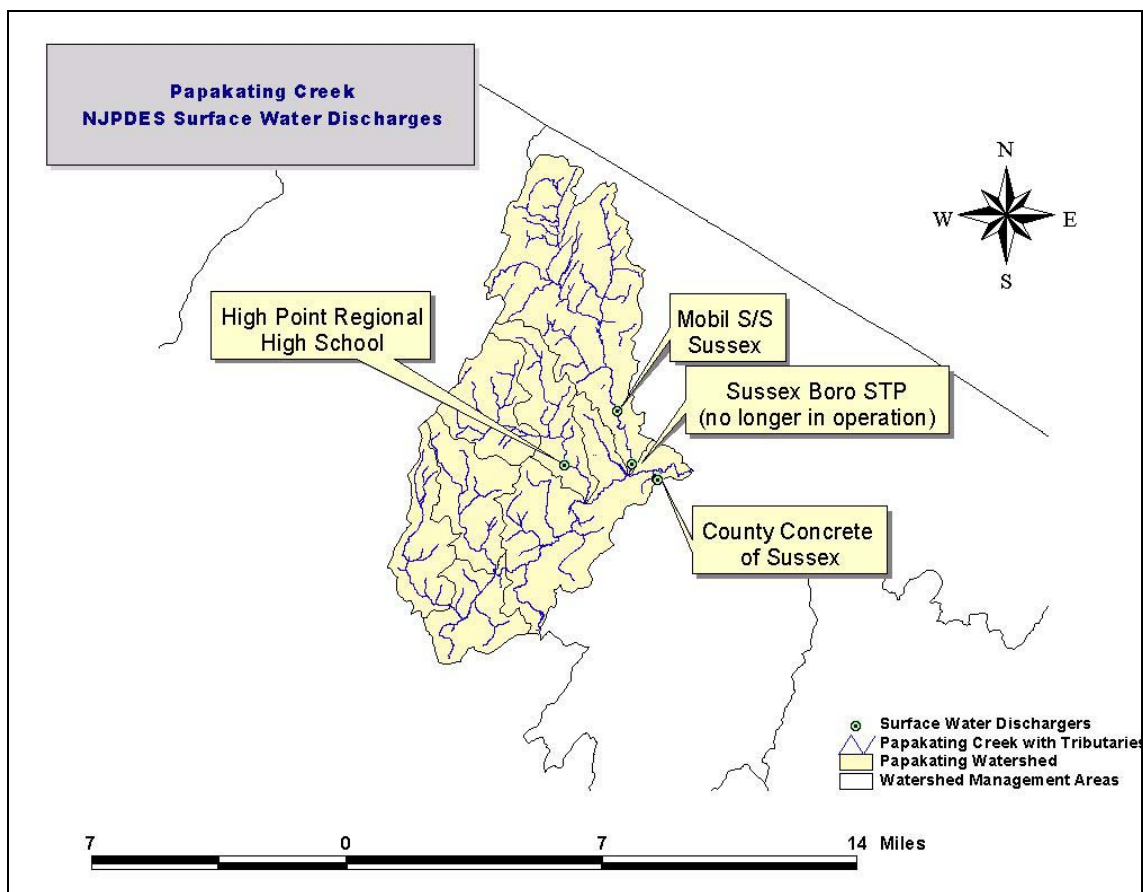 Papakating Creek
NJPDES Surface Water Discharges
N
W
E
S
High Point Regional
High School
Mobil S/S
Sussex
Sussex Boro STP
(no longer in operation)
County Concrete
of Sussex
Surface Water Dischargers
Papakating Creek with Tributaries
Papakating Watershed
Watershed Management Areas
7 0 7 14 Miles